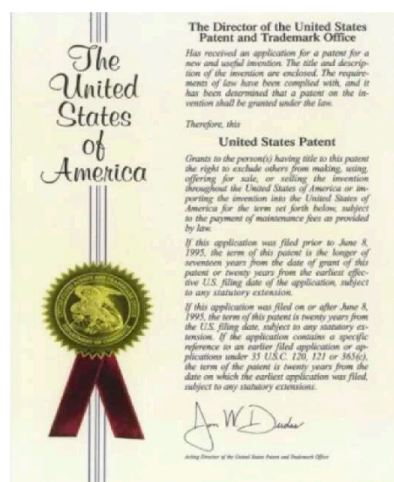 The
United
States
of
America
The Director of the United States
Patent and Trademark Office
Has received an application for a patent for a
new and useful invention. The title and descrip-
tion of the invention are enclosed. The require-
ments of law have been complied with, and it
has been determined that a patent on the in-
vention shall be granted under the law.
Therefore, this
United States Patent
Grants to the person(s) having title to this patent
the right to exclude others from making, using,
offering for sale, or selling the invention
throughout the United States of America or im-
porting the invention into the United States of
America for the term set forth below, subject
to the payment of maintenance fees as provided
by law.
If this application was filed prior to June 8,
1995, the term of this patent is the longer of
seventeen years from the date of grant of this
patent or twenty years from the earliest effec-
tive U.S. filing date of the application, subject
to any statutory extension.
If this application was filed on or after June 8,
1995, the term of this patent is twenty years from
the U.S. filing date, subject to any statutory ex-
tension. If the application contains a specific
reference to an earlier filed application or ap-
plications under 35 U.S.C. 120, 121 or 365(c),
the term of the patent is twenty years from the
date on which the earliest application was filed,
subject to any statutory extensions.
Jon W Dudas
Acting Director of the United States Patent and Trademark Office